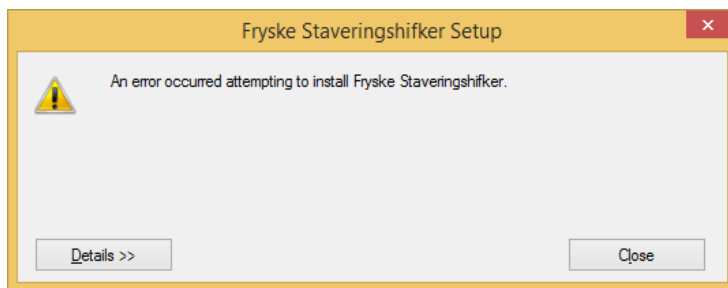 Fryske Staveringshifker Setup
An error occurred attempting to install Fryske Staveringshifker.
Details >>
Close